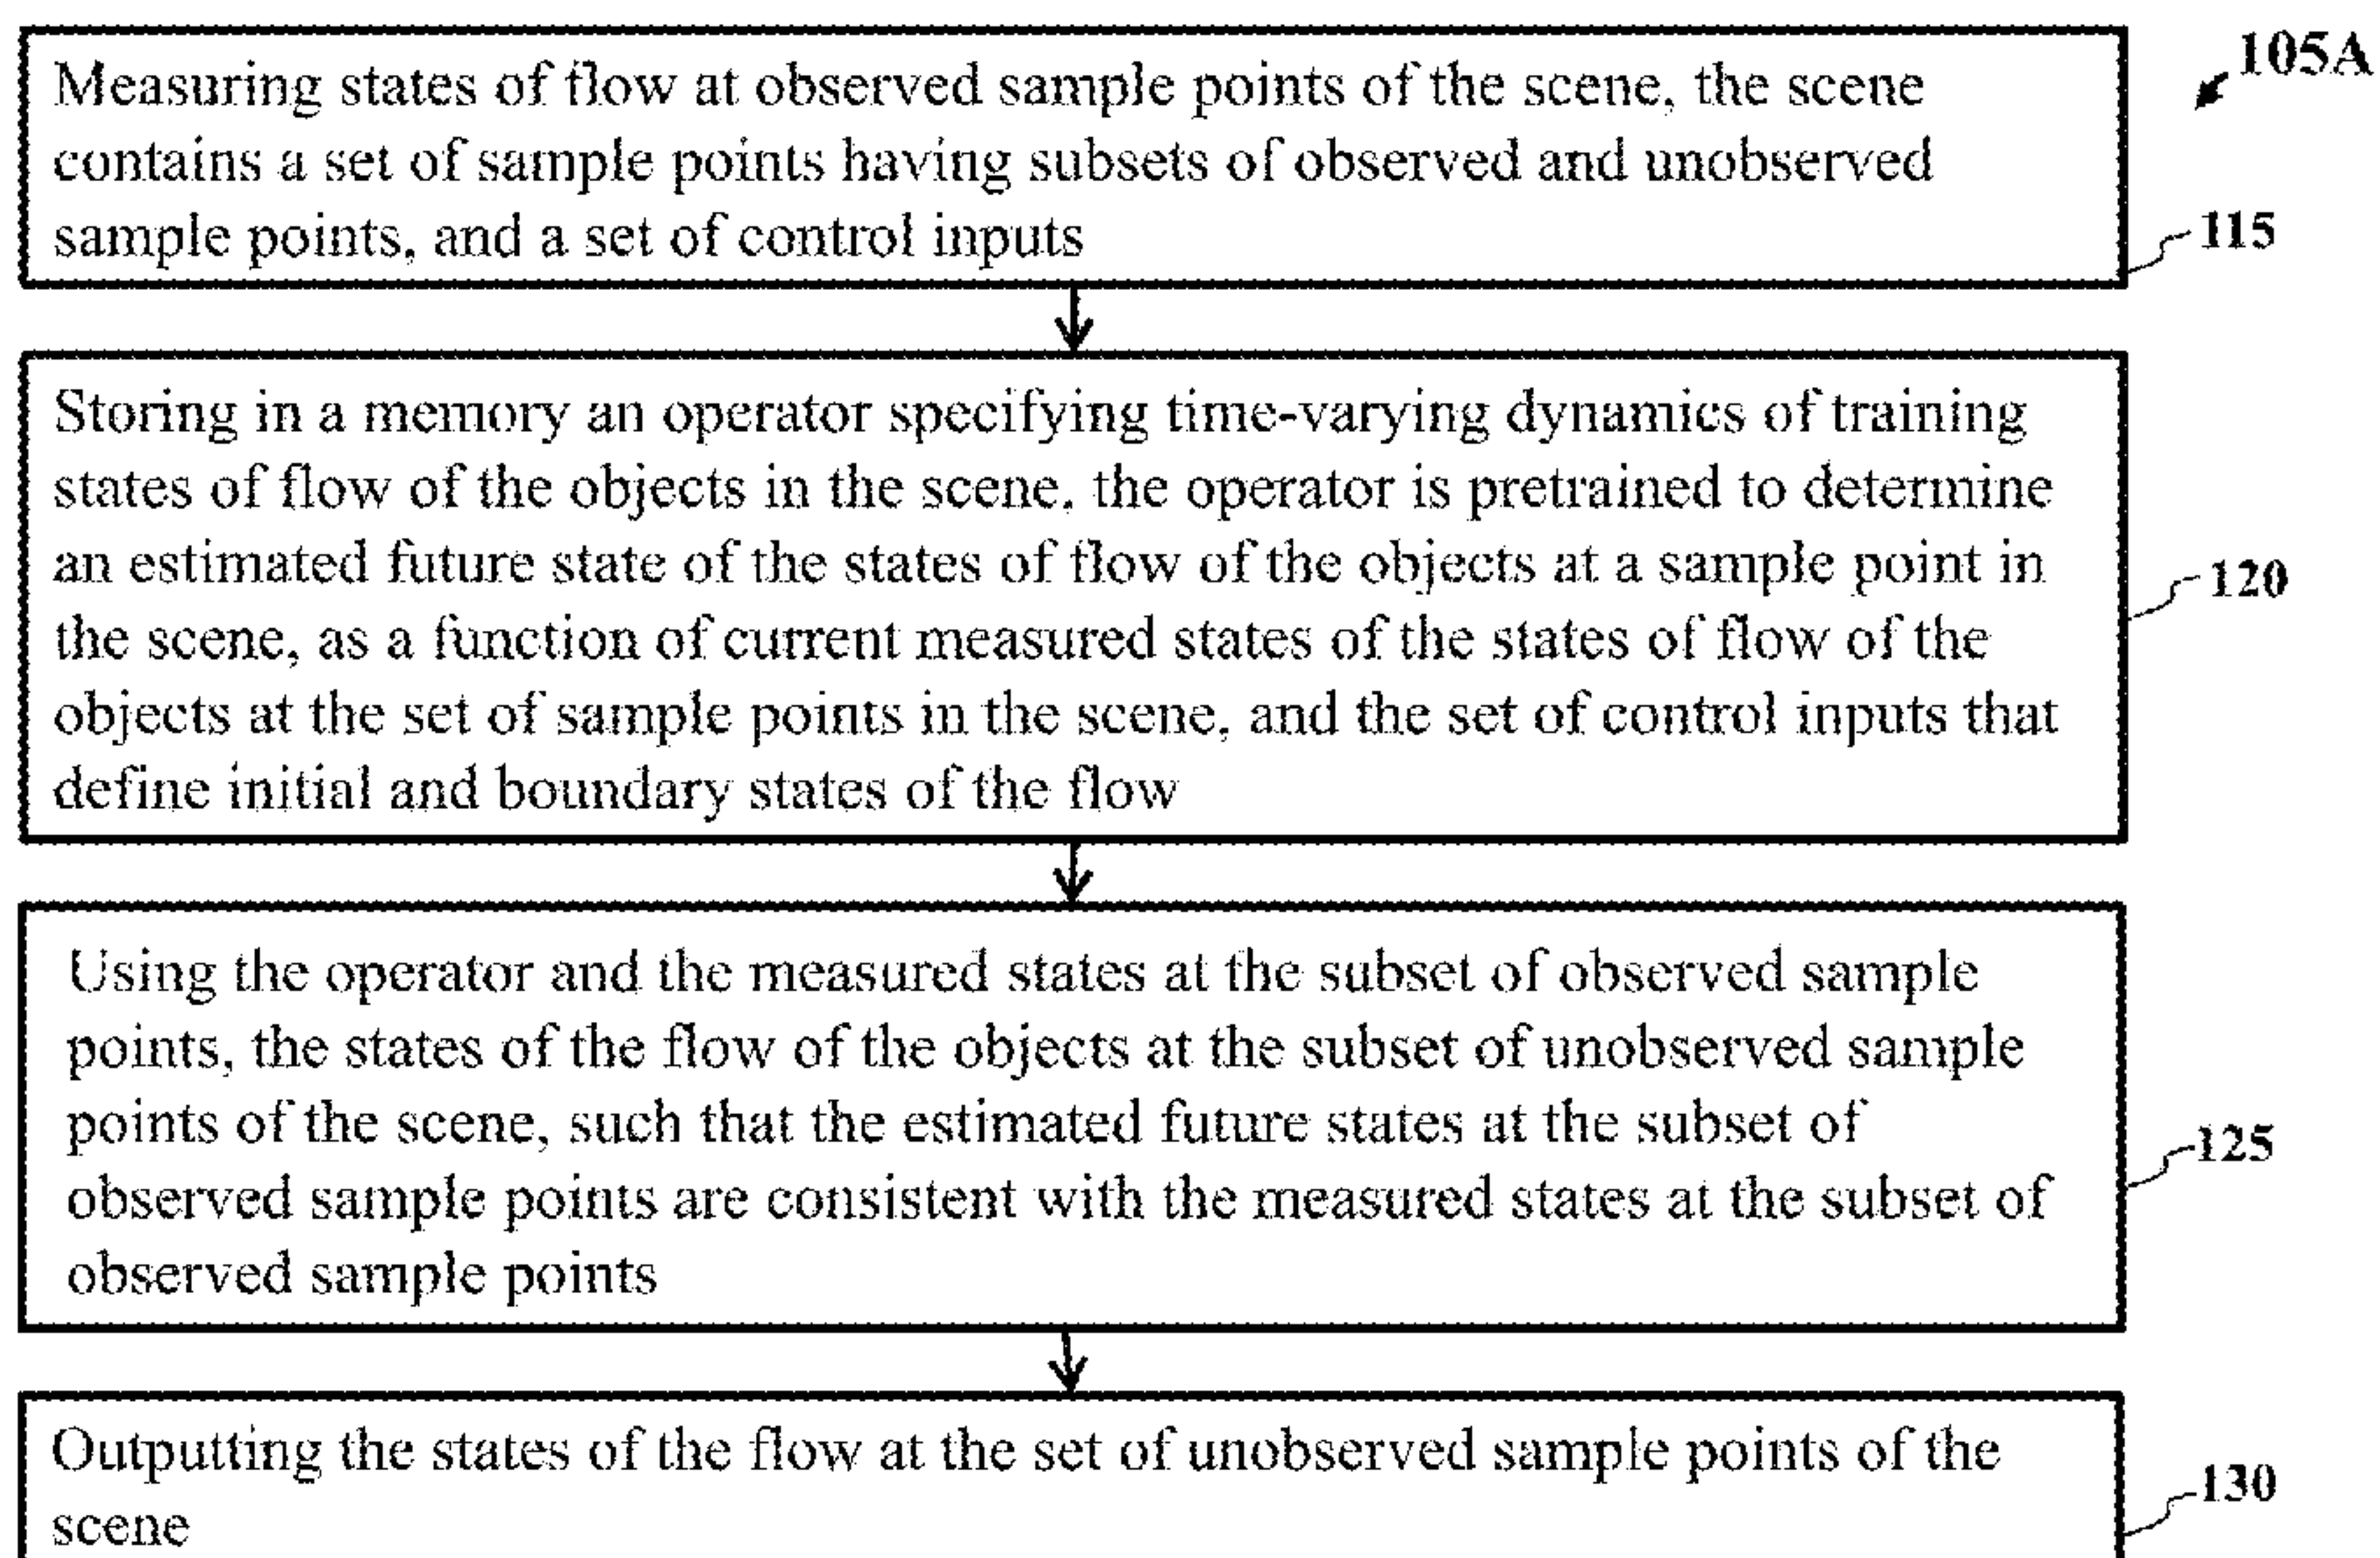 105A
Measuring states of flow at observed sample points of the scene, the scene
contains a set of sample points having subsets of observed and unobserved
sample points, and a set of control inputs
115
Storing in a memory an operator specifying time-varying dynamics of training
states of flow of the objects in the scene, the operator is pretrained to determine
an estimated future state of the states of flow of the objects at a sample point in
the scene, as a function of current measured states of the states of flow of the
objects at the set of sample points in the scene, and the set of control inputs that
define initial and boundary states of the flow
120
Using the operator and the measured states at the subset of observed sample
points, the states of the flow of the objects at the subset of unobserved sample
points of the scene, such that the estimated future states at the subset of
observed sample points are consistent with the measured states at the subset of
observed sample points
125
Outputting the states of the flow at the set of unobserved sample points of the
scene
130